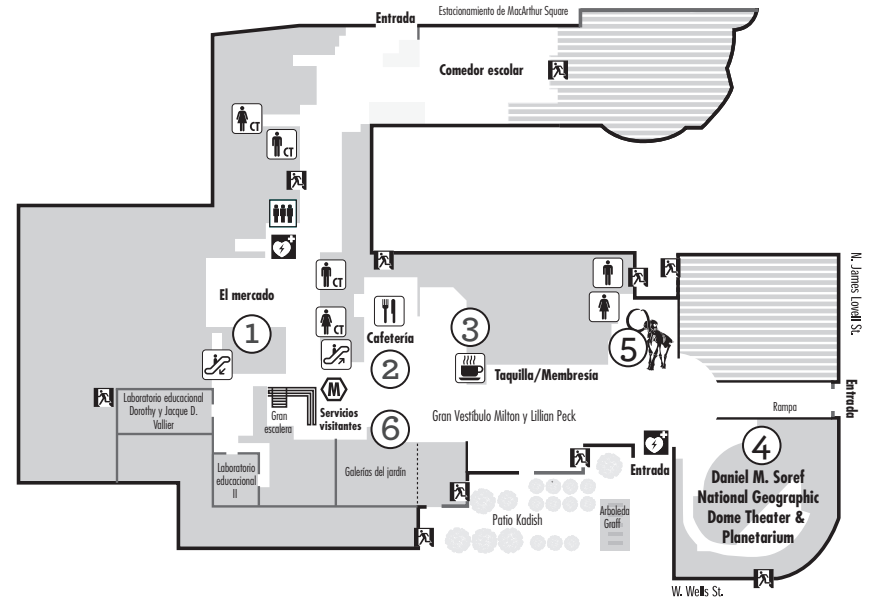 Estacionamiento de MacArthur Square
Entrada
Comedor escolar
CT
CT
El mercado
CT
CT
1
Cafetería
2
3
5
Taquilla/Membresía
N. James Lovell St.
Entrada
Rampa
Laboratorio educacional
Dorothy y Jacque D.
Vallier
Gran
escalera
M
Servicios
visitantes
6
Gran Vestíbulo Milton y Lillian Peck
4
Daniel M. Soref
National Geographic
Dome Theater &
Planetarium
Entrada
Laboratorio
educacional
II
Galerías del jardín
Patio Kadish
Arboleda
Graff
W. Wells St.